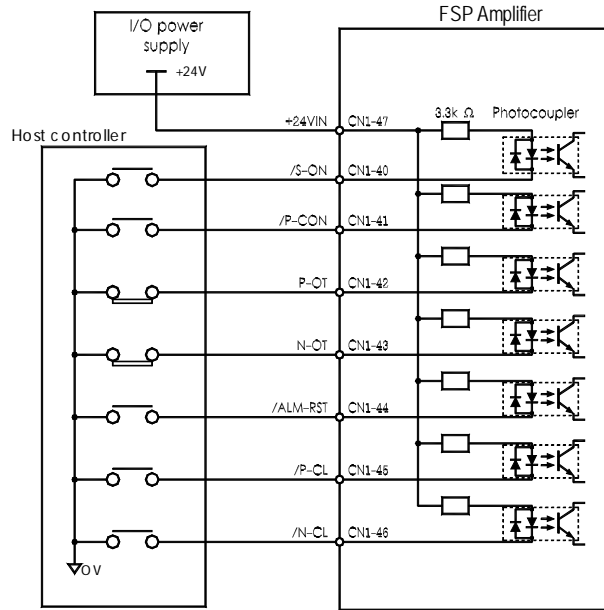 FSP Amplifier
I/O power
supply
+24V
3.3k Ω Photocoupler
+24VIN CN1-47
Host controller
/S-ON CN1-40
/P-CON CN1-41
P-OT CN1-42
N-OT CN1-43
/ALM-RST CN1-44
/P-CL CN1-45
/N-CL CN1-46
0V